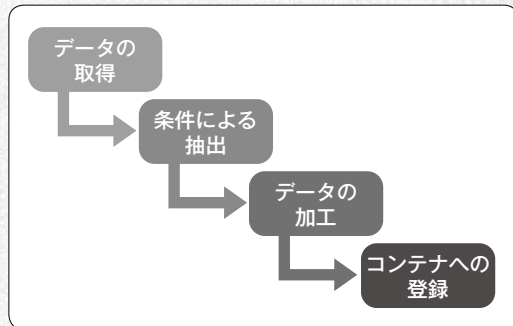 データの
取得
条件による
抽出
データの
加工
コンテナへの
登録